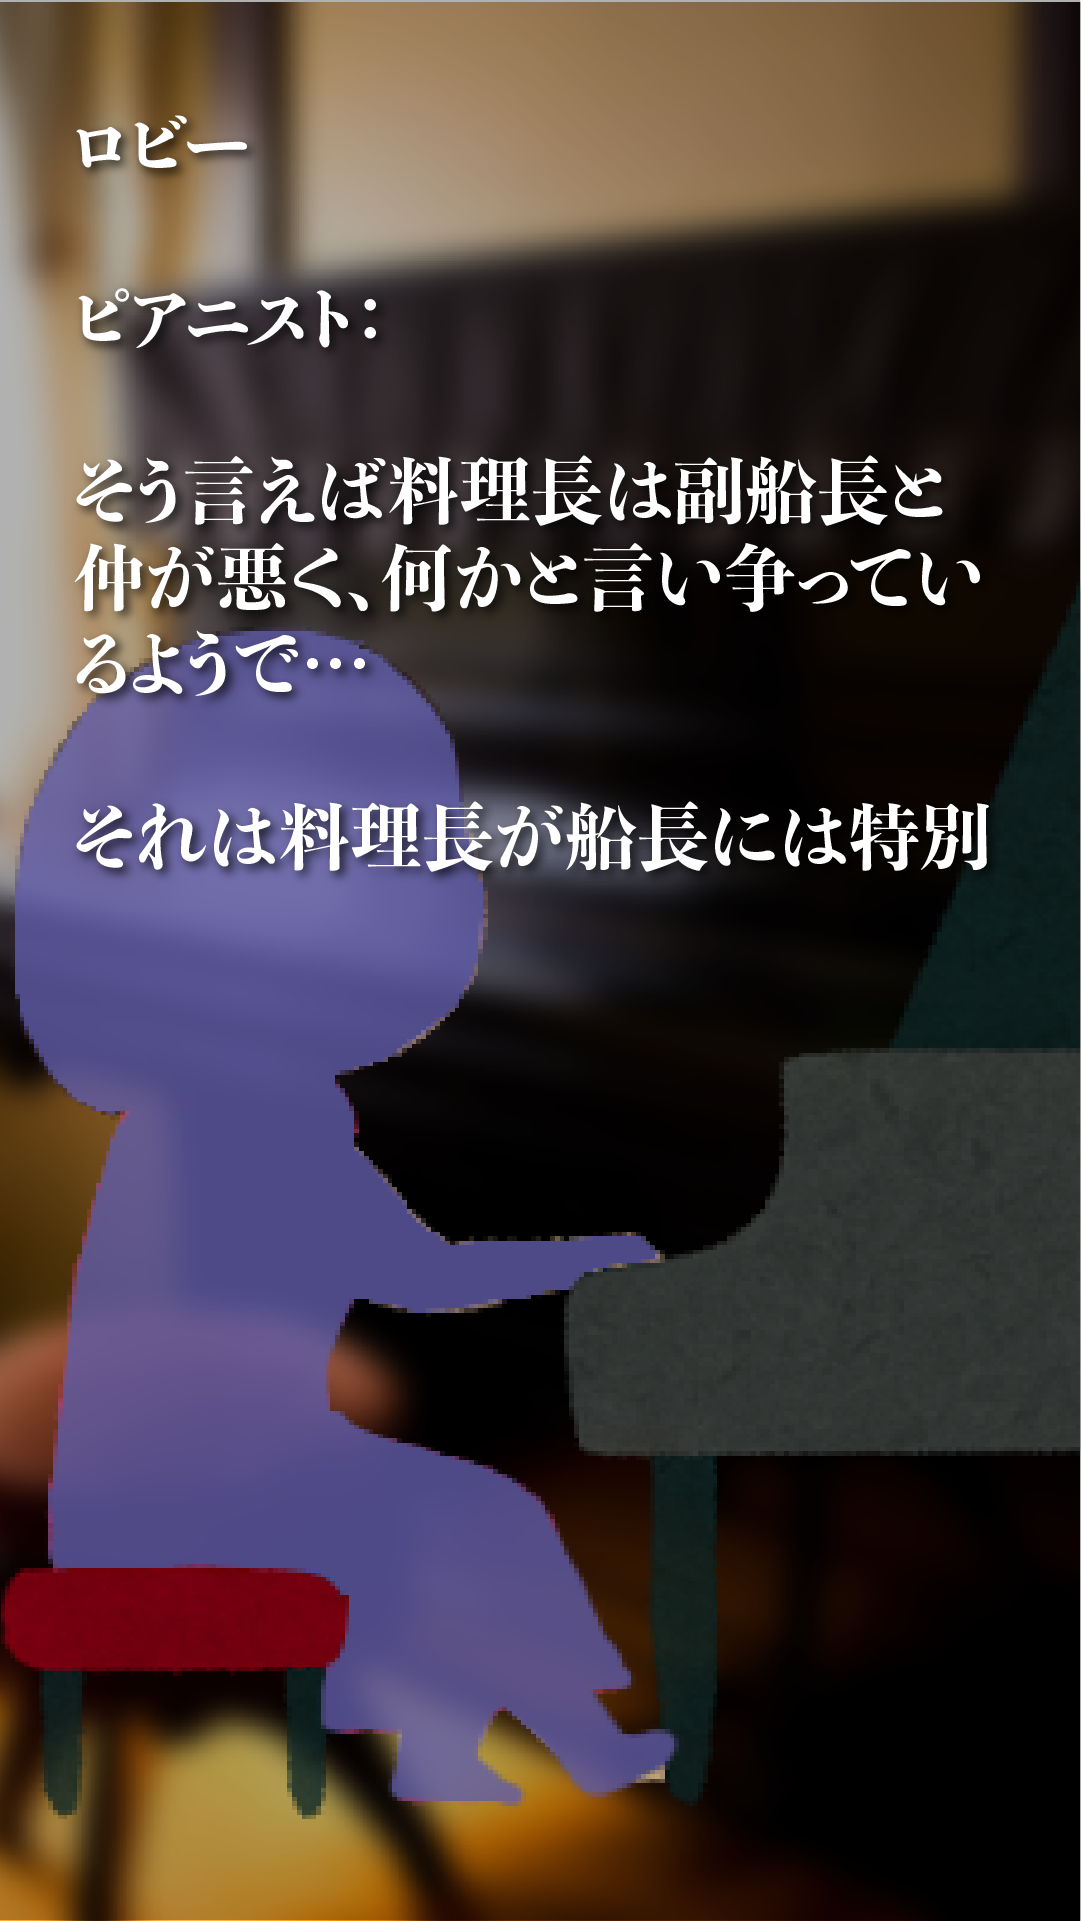 ロビー
ピアニスト：
そう言えば料理長は副船長と
仲が悪く、何かと言い争ってい
るようで…
それは料理長が船長には特別